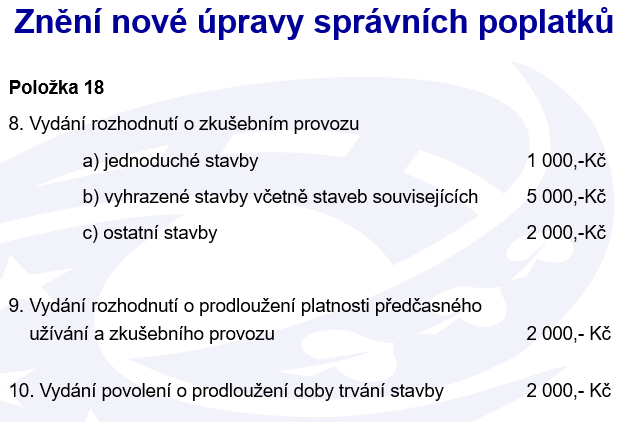 Znění nové úpravy správních poplatků
Položka 18
8. Vydání rozhodnutí o zkušebním provozu
a) jednoduché stavby 1 000,-Kč
b) vyhrazené stavby včetně staveb souvisejících 5 000,-Kč
c) ostatní stavby 2 000,-Kč
9. Vydání rozhodnutí o prodloužení platnosti předčasného
užívání a zkušebního provozu 2 000,- Kč
10. Vydání povolení o prodloužení doby trvání stavby 2 000,- Kč